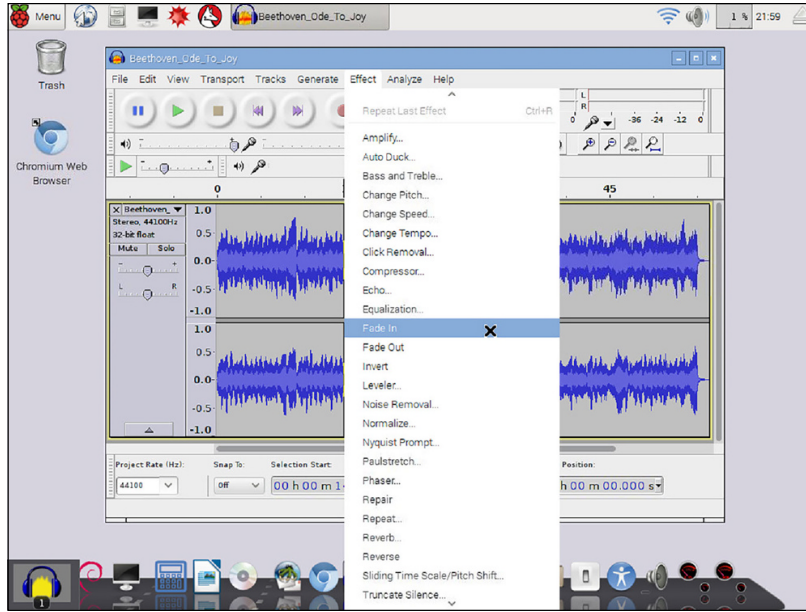 Menu
Beethoven_Ode_To_Joy
1 %
21:59
Trash
Chromium Web
Browser
Beethoven_Ode_To_Joy
File Edit View Transport Tracks Generate Effect Analyze Help
L
R
0 -36 -24 -12 0
0
45
Beethoven_
Stereo, 44100Hz
32-bit float
Mute Solo
- +
L R
1.0
0.5
0.0
-0.5
-1.0
1.0
0.5
0.0
-0.5
-1.0
Repeat Last Effect Ctrl+R
Amplify...
Auto Duck...
Bass and Treble...
Change Pitch...
Change Speed...
Change Tempo...
Click Removal...
Compressor...
Echo...
Equalization...
Fade In
Fade Out
Invert
Leveler...
Noise Removal...
Normalize...
Nyquist Prompt...
Paulstretch...
Phaser...
Repair
Repeat...
Reverb...
Reverse
Sliding Time Scale/Pitch Shift...
Truncate Silence...
Project Rate (Hz): Snap To: Selection Start: Position:
44100 Off 00 h 00 m 1 h 00 m 00.000 s
1